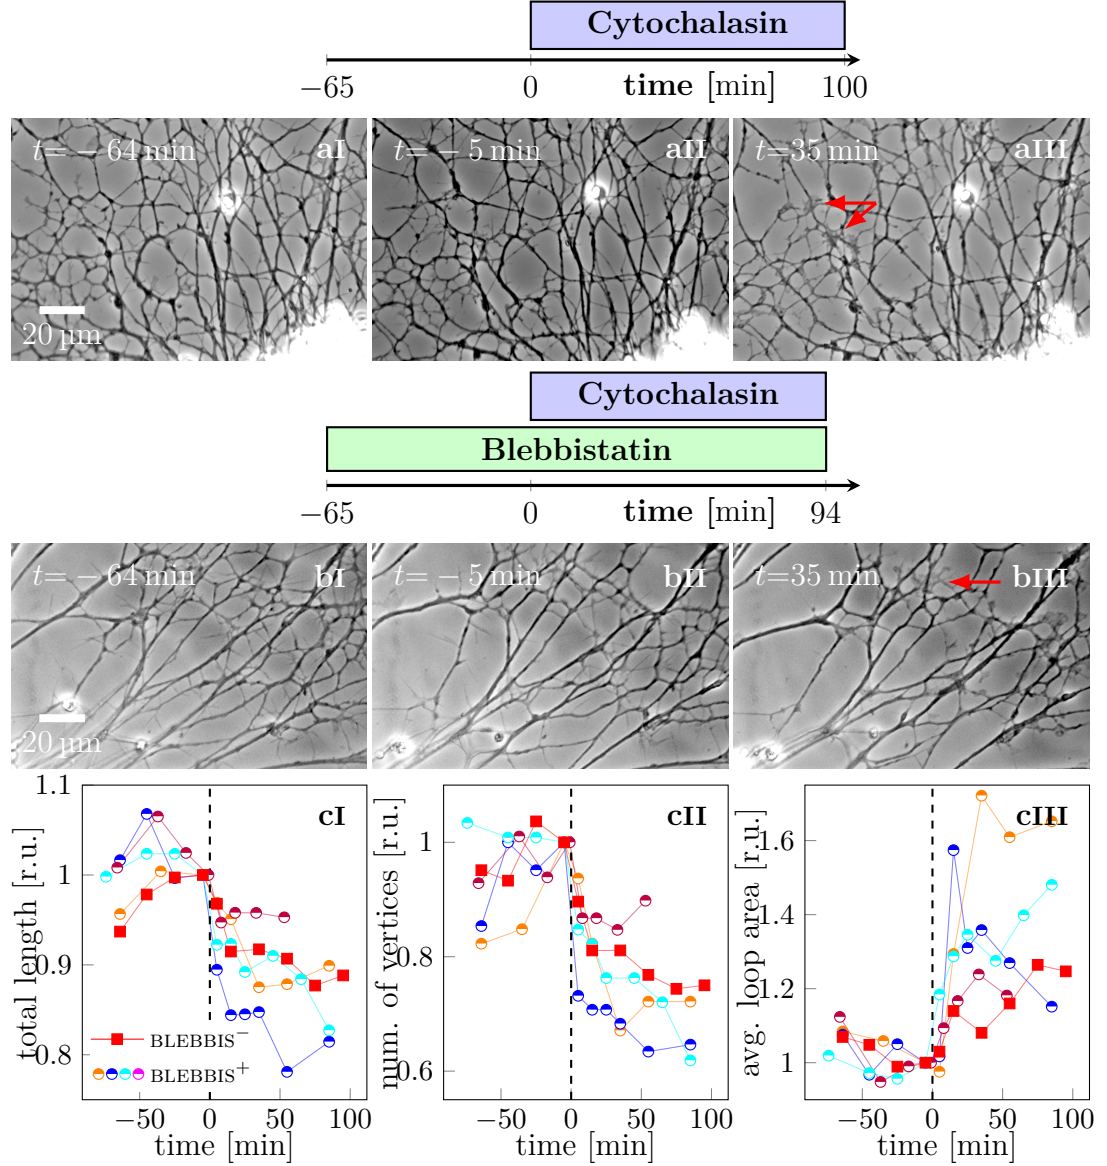 Cytochalasin
−65 0 time [min] 100
t=−64 min aI
t=−5 min aII
t=35 min aIII
20 µm
Cytochalasin
Blebbistatin
−65 0 time [min] 94
t=−64 min bI
t=−5 min bII
t=35 min bIII
20 µm
cI
total length [r.u.]
1.1
1
0.9
0.8
BLEBBIS−
BLEBBIS+
−50 0 50 100
time [min]
cII
num. of vertices [r.u.]
1
0.8
0.6
−50 0 50 100
time [min]
cIII
avg. loop area [r.u.]
1.6
1.4
1.2
1
−50 0 50 100
time [min]